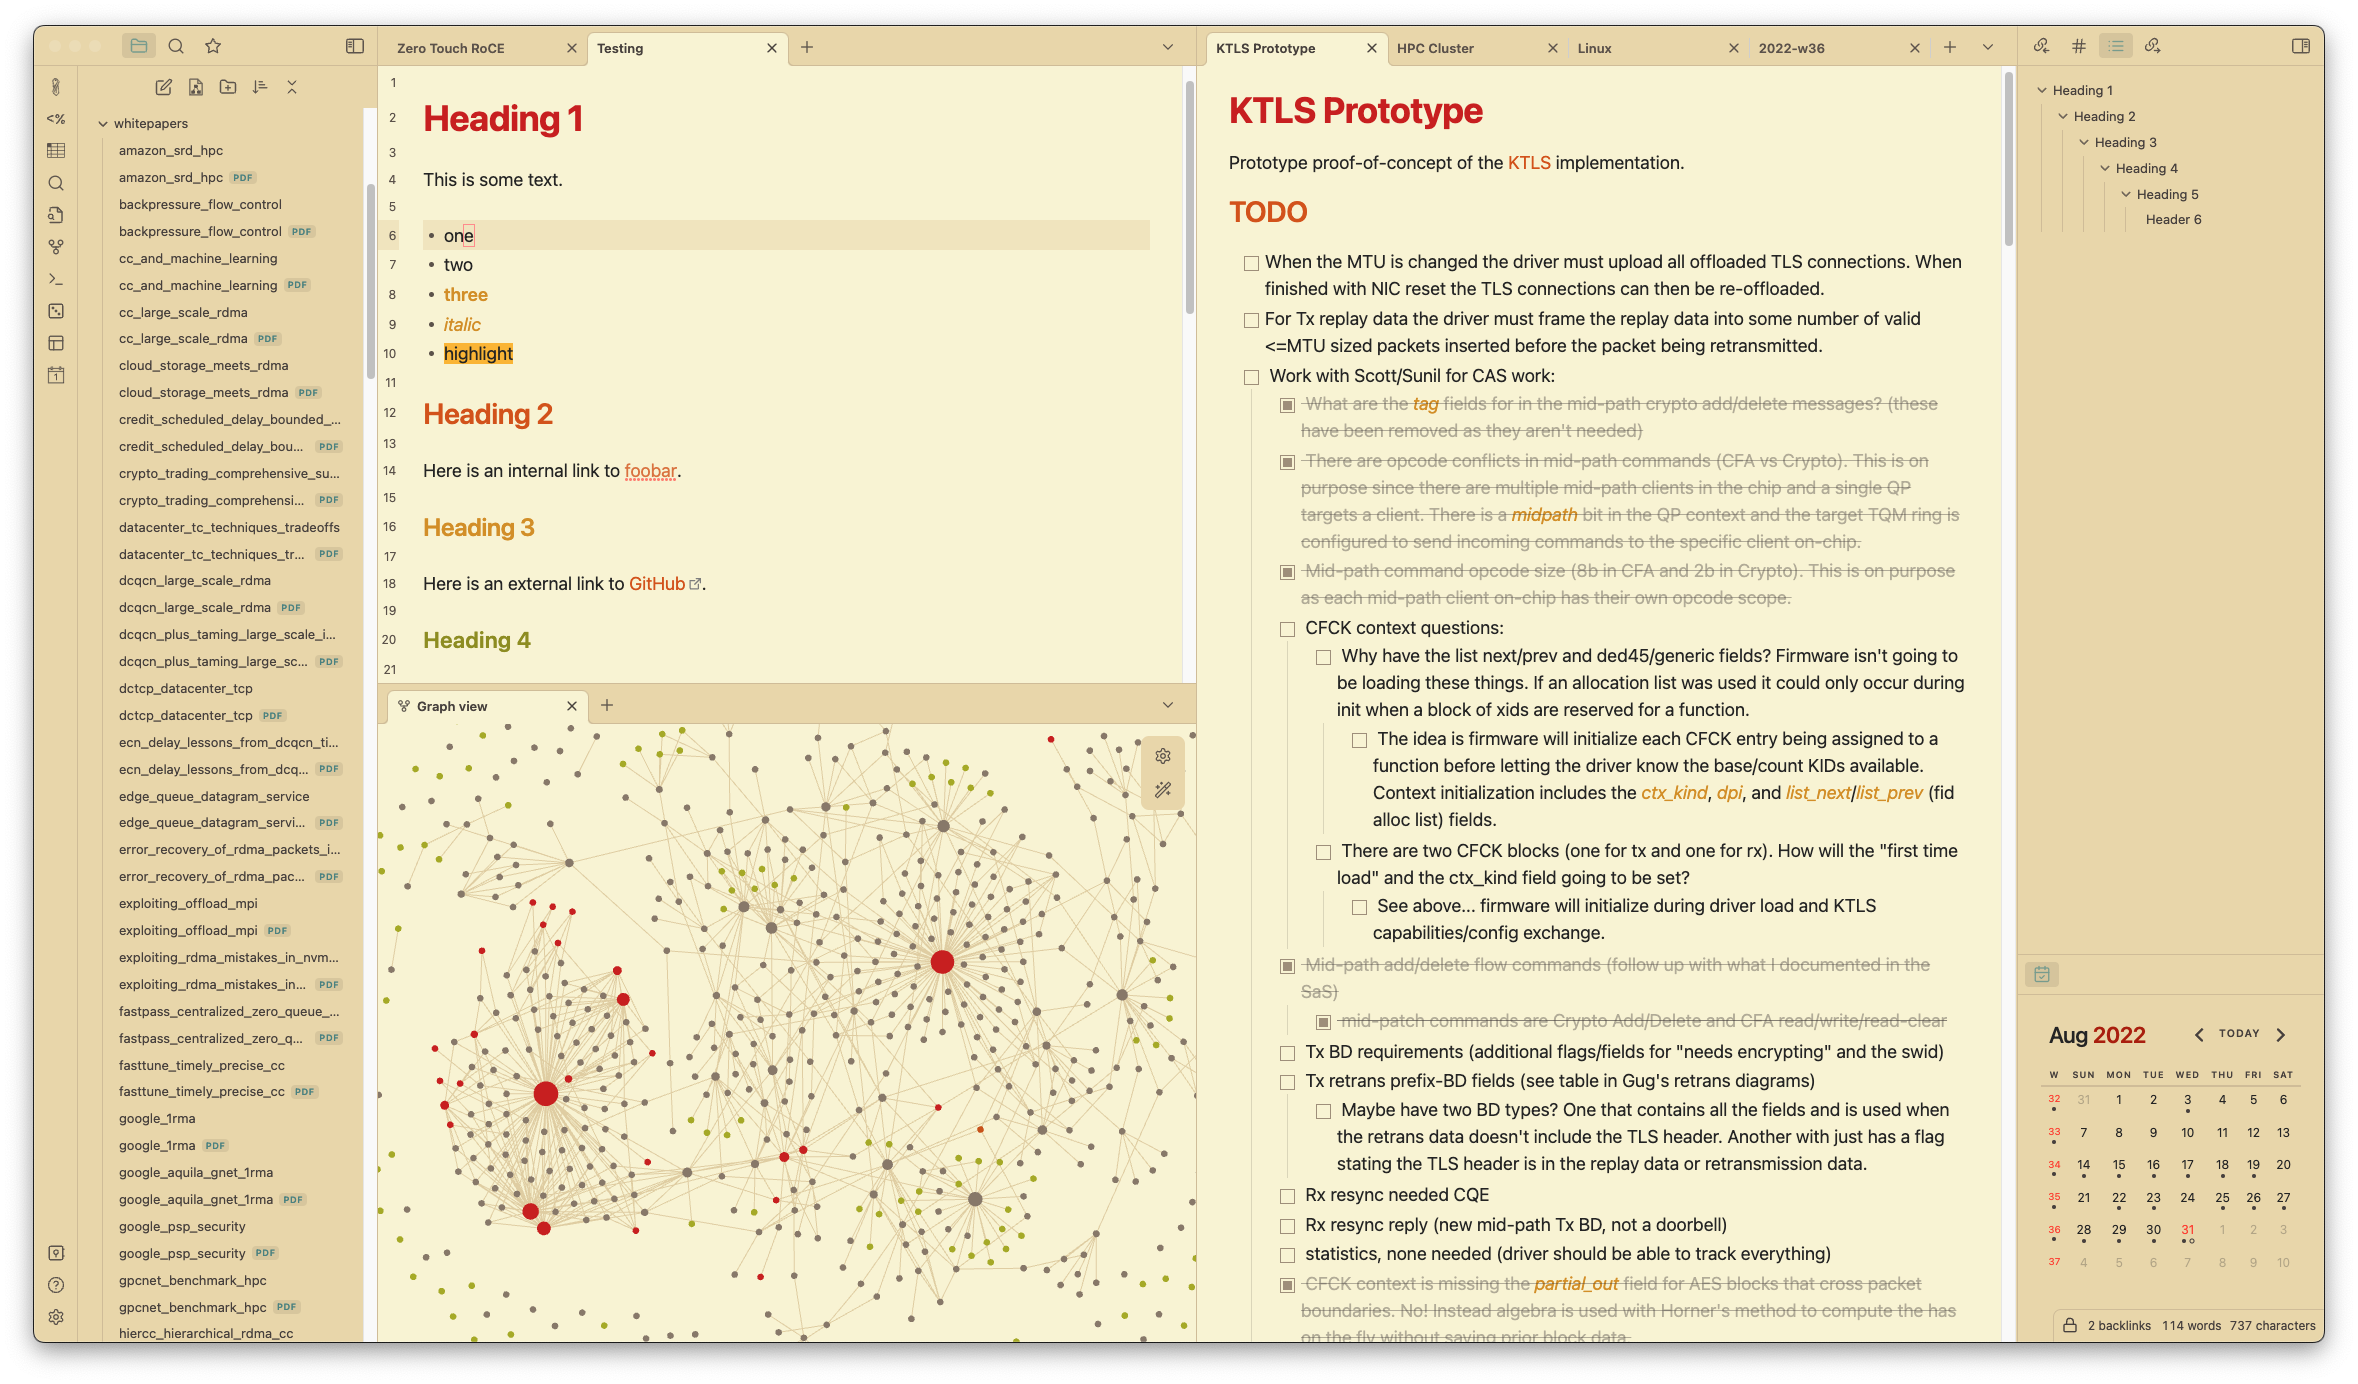 Zero Touch RoCE
Testing
KTLS Prototype
HPC Cluster
Linux
2022-w36
<%
1
whitepapers
amazon_srd_hpc
amazon_srd_hpc PDF
backpressure_flow_control
backpressure_flow_control PDF
cc_and_machine_learning
cc_and_machine_learning PDF
cc_large_scale_rdma
cc_large_scale_rdma PDF
cloud_storage_meets_rdma
cloud_storage_meets_rdma PDF
credit_scheduled_delay_bounded_...
credit_scheduled_delay_bou... PDF
crypto_trading_comprehensive_su...
crypto_trading_comprehensi... PDF
datacenter_tc_techniques_tradeoffs
datacenter_tc_techniques_tr... PDF
dcqcn_large_scale_rdma
dcqcn_large_scale_rdma PDF
dcqcn_plus_taming_large_scale_i...
dcqcn_plus_taming_large_sc... PDF
dctcp_datacenter_tcp
dctcp_datacenter_tcp PDF
ecn_delay_lessons_from_dcqcn_ti...
ecn_delay_lessons_from_dcq... PDF
edge_queue_datagram_service
edge_queue_datagram_servi... PDF
error_recovery_of_rdma_packets_i...
error_recovery_of_rdma_pac... PDF
exploiting_offload_mpi
exploiting_offload_mpi PDF
exploiting_rdma_mistakes_in_nvm...
exploiting_rdma_mistakes_in... PDF
fastpass_centralized_zero_queue_...
fastpass_centralized_zero_q... PDF
fasttune_timely_precise_cc
fasttune_timely_precise_cc PDF
google_1rma
google_1rma PDF
google_aquila_gnet_1rma
google_aquila_gnet_1rma PDF
google_psp_security
google_psp_security PDF
gpcnet_benchmark_hpc
gpcnet_benchmark_hpc PDF
hiercc_hierarchical_rdma_cc
1
2 Heading 1
3
4 This is some text.
5
6 • one
7 • two
8 • three
9 • italic
10 • highlight
11
12 Heading 2
13
14 Here is an internal link to foobar.
15
16 Heading 3
17
18 Here is an external link to GitHub.
19
20 Heading 4
21
Graph view
KTLS Prototype
Prototype proof-of-concept of the KTLS implementation.
TODO
When the MTU is changed the driver must upload all offloaded TLS connections. When
finished with NIC reset the TLS connections can then be re-offloaded.
For Tx replay data the driver must frame the replay data into some number of valid
<=MTU sized packets inserted before the packet being retransmitted.
Work with Scott/Sunil for CAS work:
What are the tag fields for in the mid-path crypto add/delete messages? (these
have been removed as they aren't needed)
There are opcode conflicts in mid-path commands (CFA vs Crypto). This is on
purpose since there are multiple mid-path clients in the chip and a single QP
targets a client. There is a midpath bit in the QP context and the target TQM ring is
configured to send incoming commands to the specific client on-chip.
Mid-path command opcode size (8b in CFA and 2b in Crypto). This is on purpose
as each mid-path client on-chip has their own opcode scope.
CFCK context questions:
Why have the list next/prev and ded45/generic fields? Firmware isn't going to
be loading these things. If an allocation list was used it could only occur during
init when a block of xids are reserved for a function.
The idea is firmware will initialize each CFCK entry being assigned to a
function before letting the driver know the base/count KIDs available.
Context initialization includes the ctx_kind, dpi, and list_next/list_prev (fid
alloc list) fields.
There are two CFCK blocks (one for tx and one for rx). How will the "first time
load" and the ctx_kind field going to be set?
See above... firmware will initialize during driver load and KTLS
capabilities/config exchange.
Mid-path add/delete flow commands (follow up with what I documented in the
SaS)
mid-patch commands are Crypto Add/Delete and CFA read/write/read-clear
Tx BD requirements (additional flags/fields for "needs encrypting" and the swid)
Tx retrans prefix-BD fields (see table in Gug's retrans diagrams)
Maybe have two BD types? One that contains all the fields and is used when
the retrans data doesn't include the TLS header. Another with just has a flag
stating the TLS header is in the replay data or retransmission data.
Rx resync needed CQE
Rx resync reply (new mid-path Tx BD, not a doorbell)
statistics, none needed (driver should be able to track everything)
CFCK context is missing the partial_out field for AES blocks that cross packet
boundaries. No! Instead algebra is used with Horner's method to compute the has
on the fly without saving prior block data.
Heading 1
Heading 2
Heading 3
Heading 4
Heading 5
Header 6
Aug 2022
TODAY
W SUN MON TUE WED THU FRI SAT
32 31 1 2 3 4 5 6
33 7 8 9 10 11 12 13
34 14 15 16 17 18 19 20
35 21 22 23 24 25 26 27
36 28 29 30 31 1 2 3
37 4 5 6 7 8 9 10
2 backlinks 114 words 737 characters